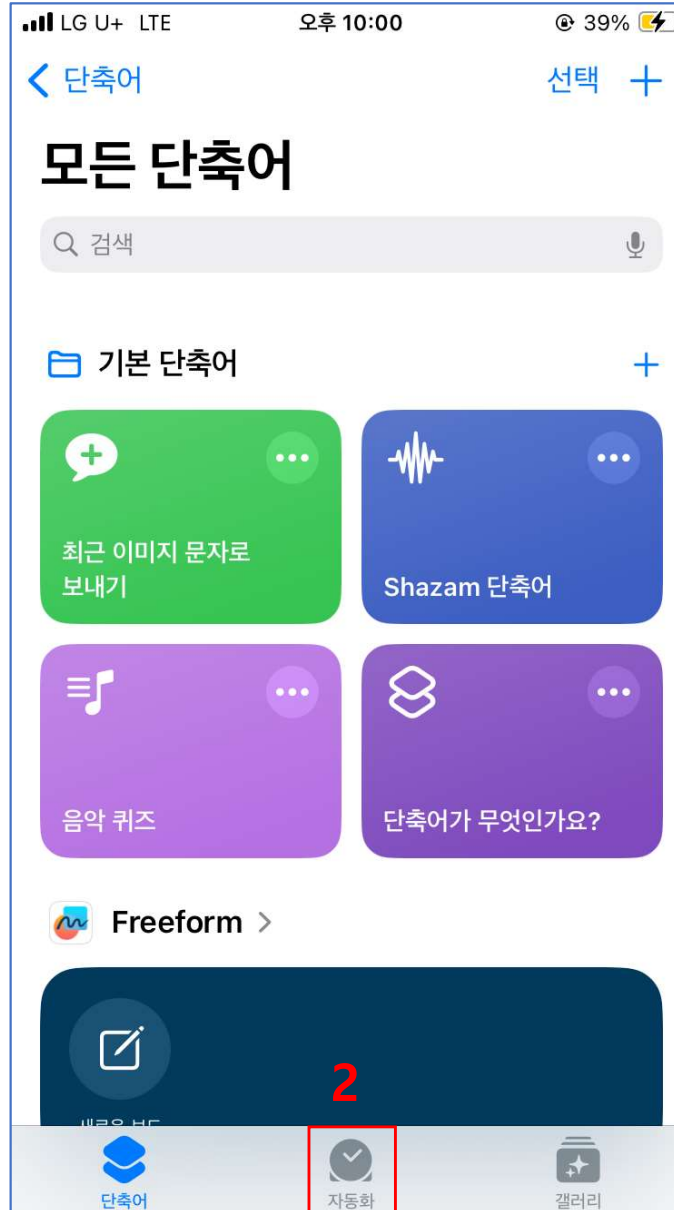 LG U+ LTE 오후 10:00 39%
단축어 선택
모든 단축어
검색
기본 단축어
최근 이미지 문자로
보내기
Shazam 단축어
음악 퀴즈
단축어가 무엇인가요?
Freeform
2
단축어 자동화 갤러리